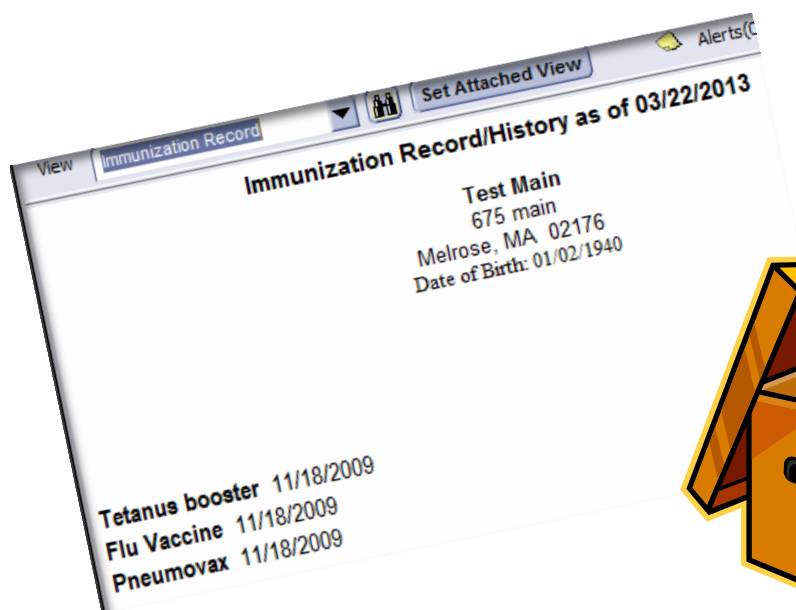 View Immunization Record Set Attached View Alerts(
Immunization Record/History as of 03/22/2013
Test Main
675 main
Melrose, MA 02176
Date of Birth: 01/02/1940
Tetanus booster 11/18/2009
Flu Vaccine 11/18/2009
Pneumovax 11/18/2009